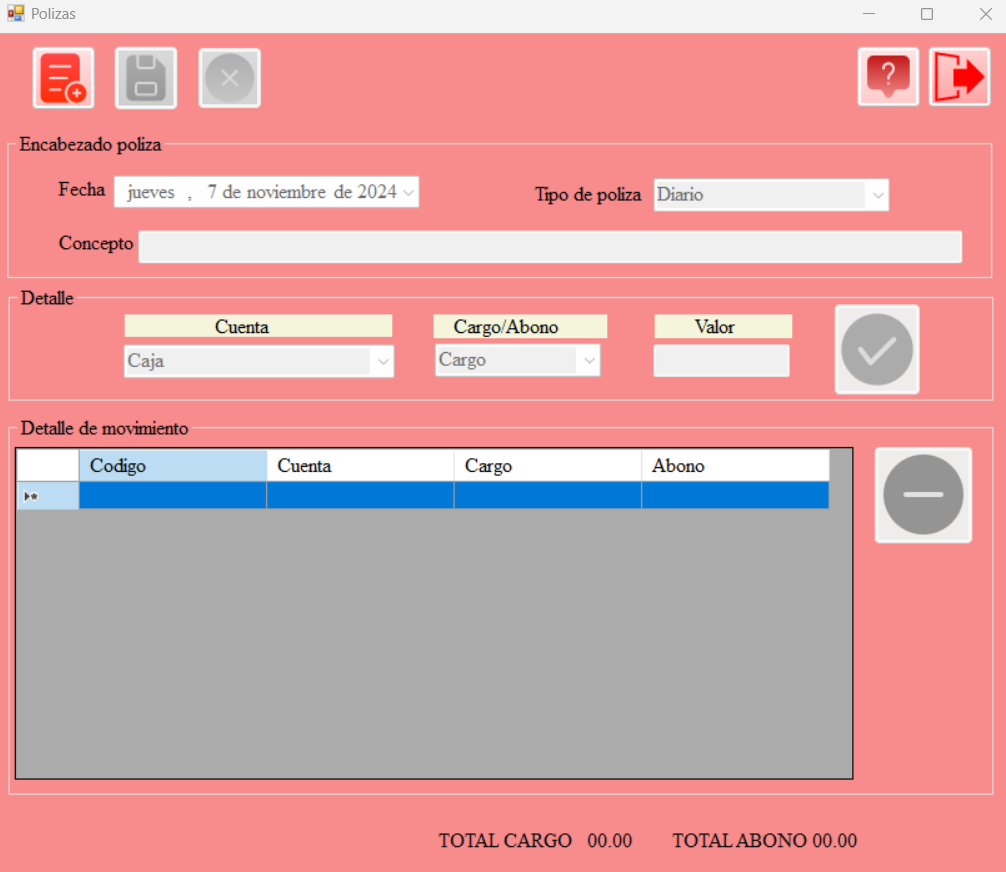 Polizas
?
Encabezado poliza
Fecha jueves , 7 de noviembre de 2024 Tipo de poliza Diario
Concepto
Detalle
Cuenta Cargo/Abono Valor
Caja Cargo
Detalle de movimiento
Codigo Cuenta Cargo Abono
TOTAL CARGO 00.00 TOTAL ABONO 00.00